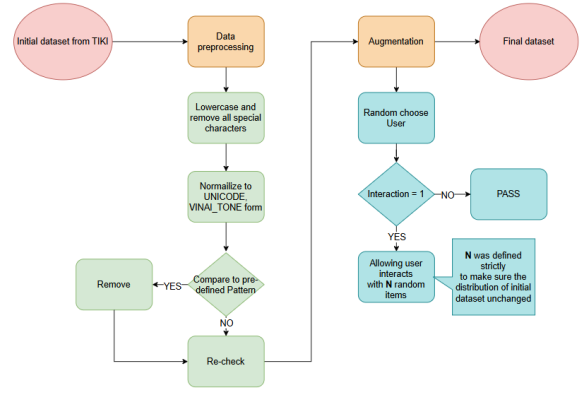 Initial dataset from TIKI
Data
preprocessing
Augmentation
Final dataset
Lowercase and
remove all special
characters
Random choose
User
Normailize to
UNICODE,
VINAI_TONE form
Interaction = 1
NO
PASS
YES
Remove
YES
Compare to pre-
defined Pattern
Allowing user
interacts
with N random
items
N was defined
strictly
to make sure the
distribution of initial
dataset unchanged
NO
Re-check